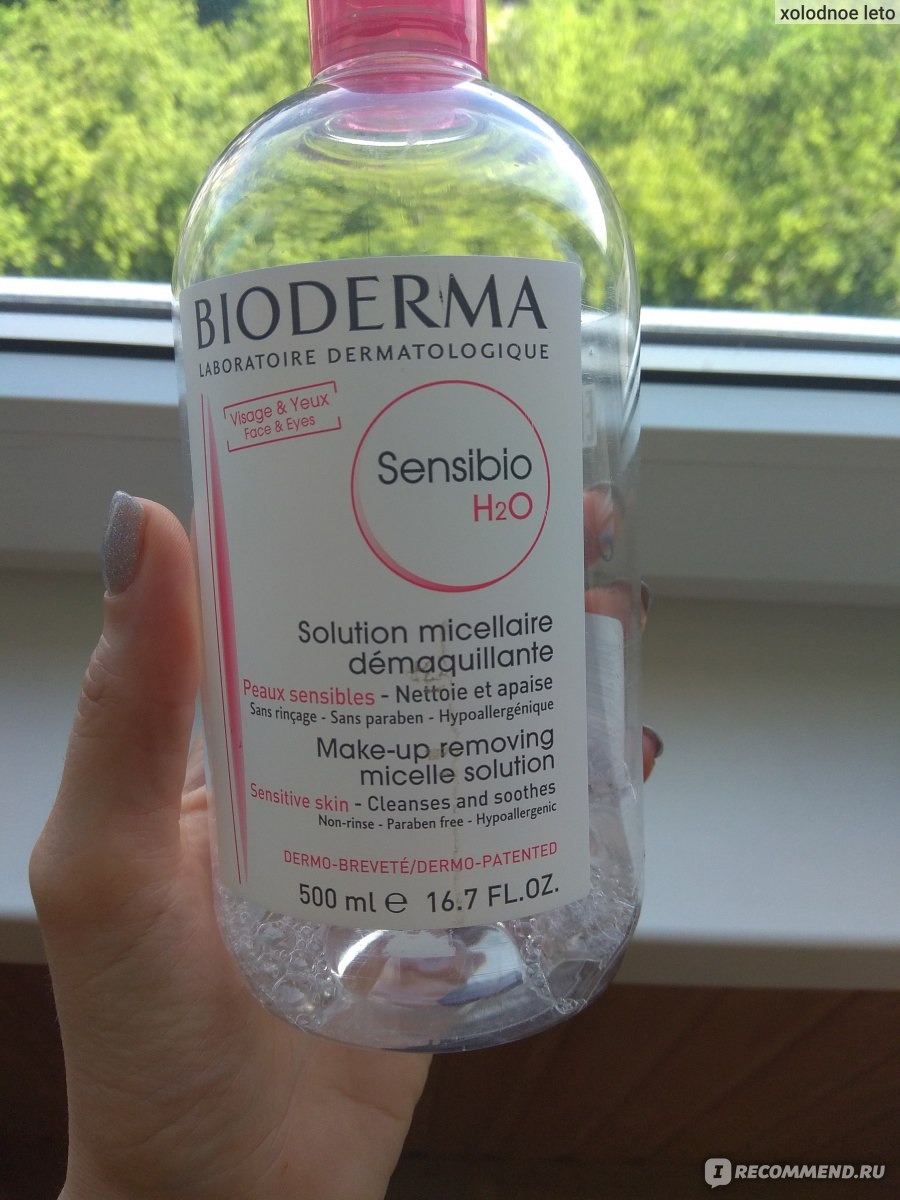 xolodnoe leto
BIODERMA
LABORATOIRE DERMATOLOGIQUE
Visage & Yeux
Face & Eyes
Sensibio
H2O
Solution micellaire
démaquillante
Peaux sensibles - Nettoie et apaise
Sans rinçage - Sans paraben - Hypoallergénique
Make-up removing
micelle solution
Sensitive skin - Cleanses and soothes
Non-rinse - Paraben free - Hypoallergenic
DERMO-BREVETÉ/DERMO-PATENTED
500 ml ℮ 16.7 FL.OZ.
IRECOMMEND.RU